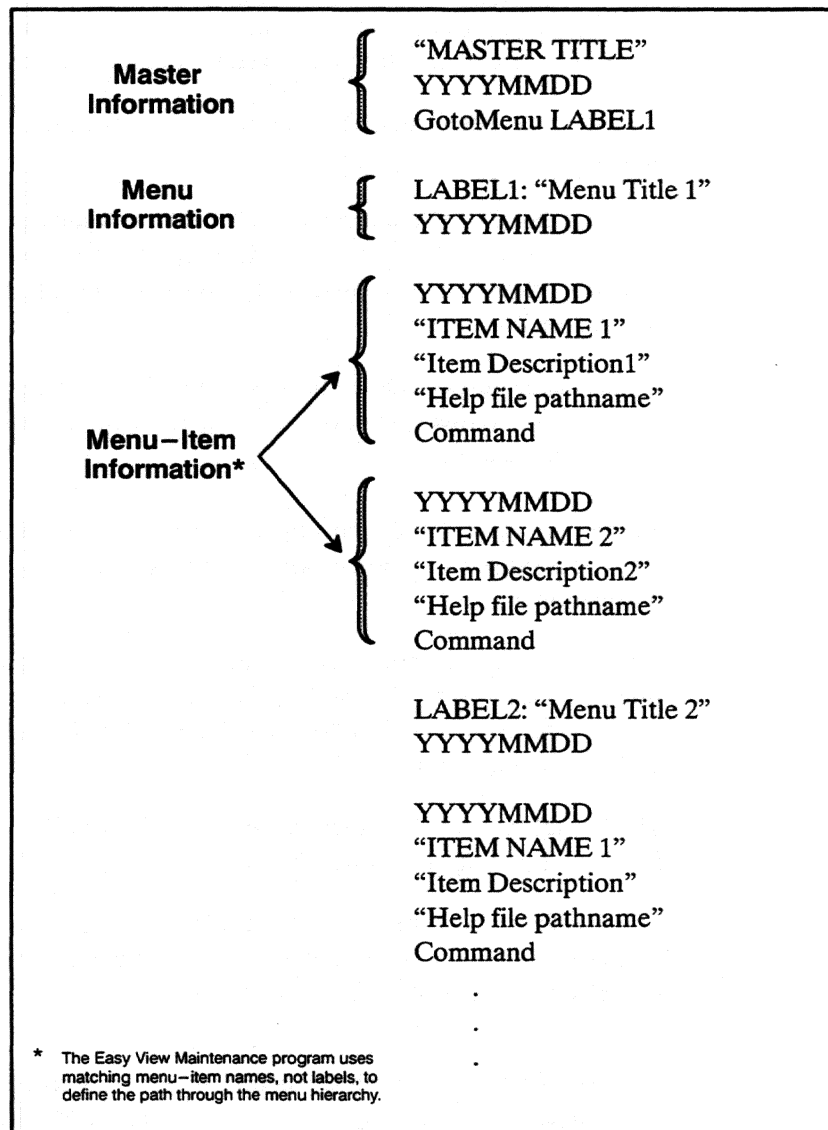 Master
Information
“MASTER TITLE”
YYYYMMDD
GotoMenu LABEL1
Menu
Information
LABEL1: “Menu Title 1”
YYYYMMDD
Menu–Item
Information*
YYYYMMDD
“ITEM NAME 1”
“Item Description1”
“Help file pathname”
Command
YYYYMMDD
“ITEM NAME 2”
“Item Description2”
“Help file pathname”
Command
LABEL2: “Menu Title 2”
YYYYMMDD
YYYYMMDD
“ITEM NAME 1”
“Item Description”
“Help file pathname”
Command
.
.
.
* The Easy View Maintenance program uses
matching menu–item names, not labels, to
define the path through the menu hierarchy.